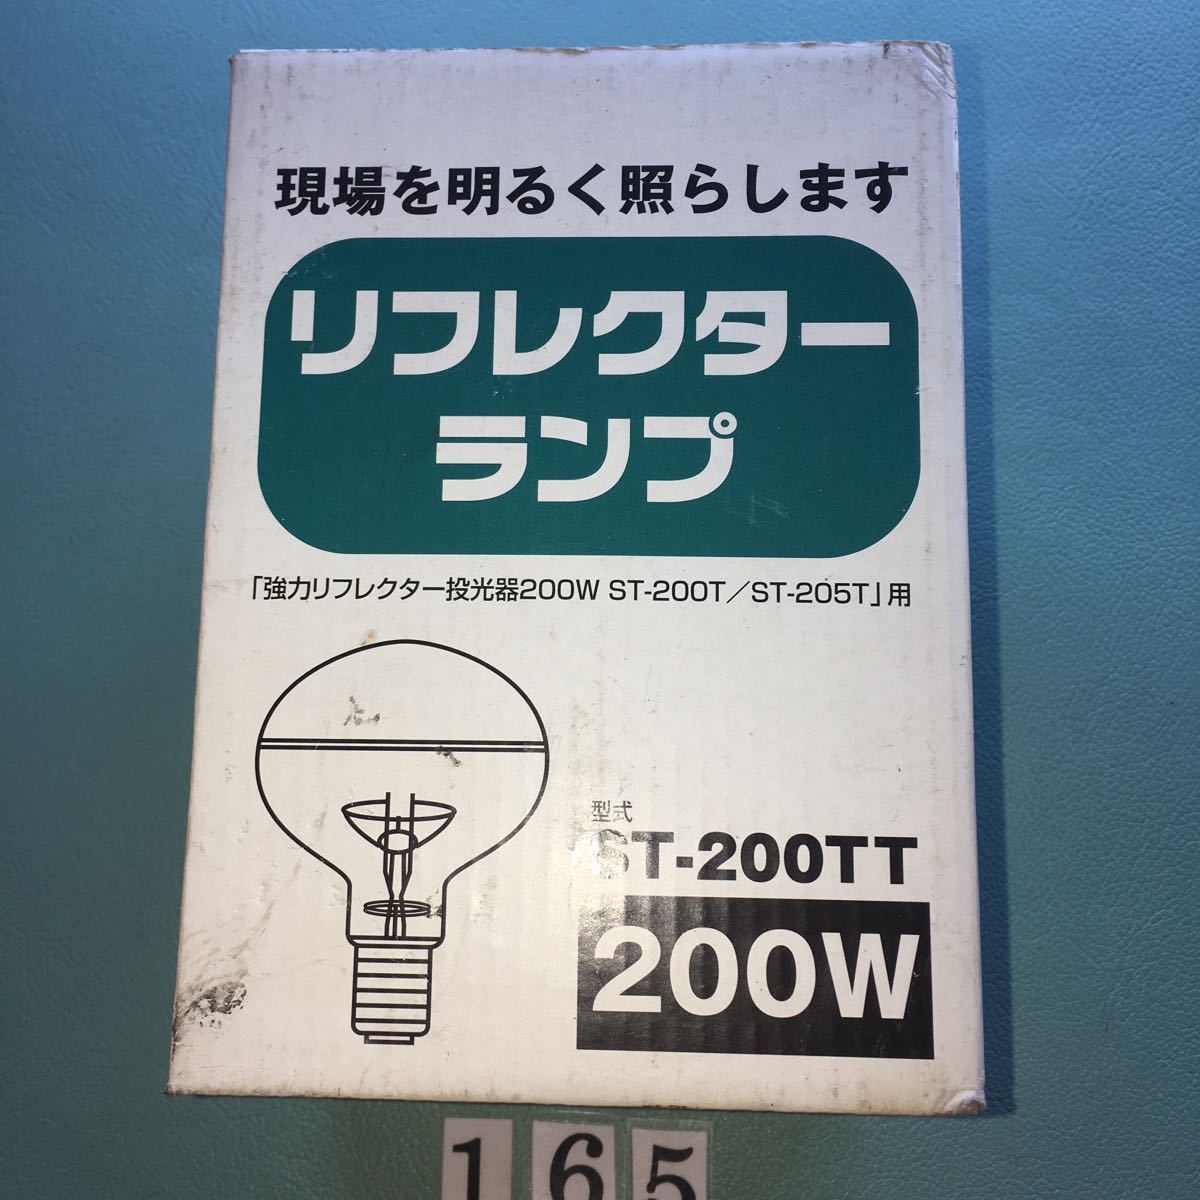 現場を明るく照らします
リフレクター
ランプ
「強力リフレクター投光器200W ST-200T／ST-205T」用
型式
ST-200TT
200W
165